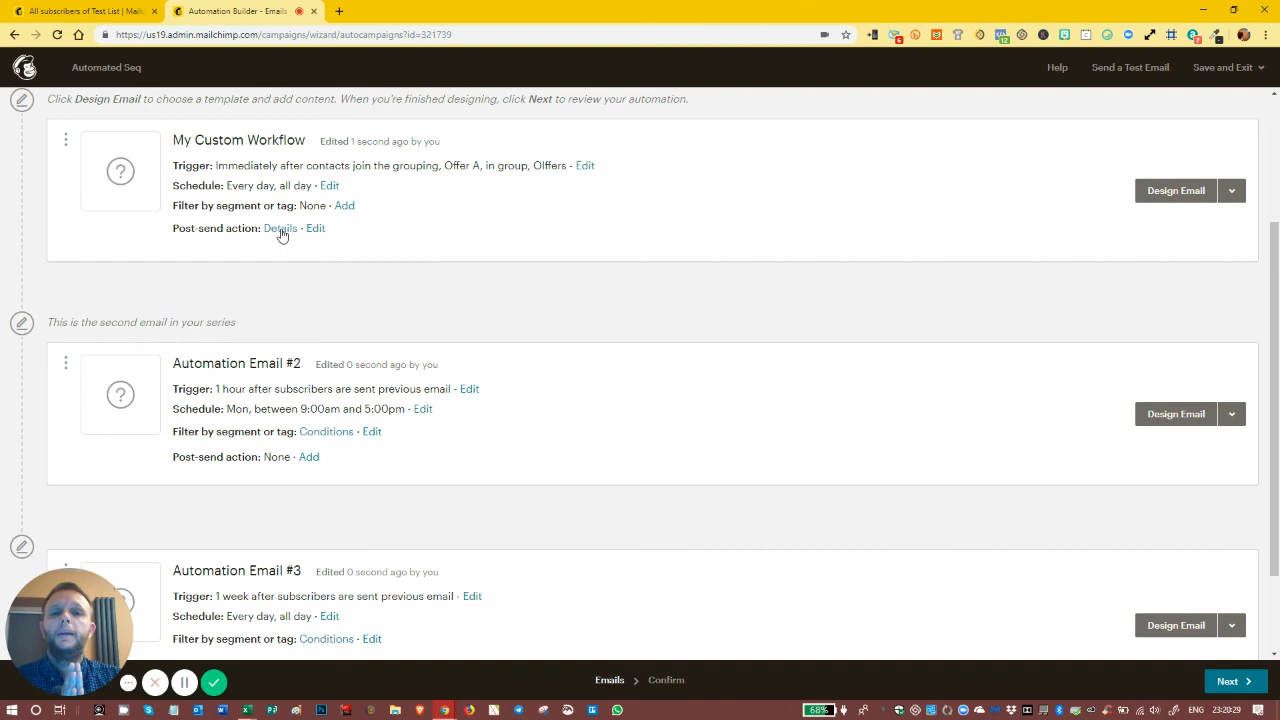 All subscribers of Test List | Mailc
Automation Builder - Emails
https://us19.admin.mailchimp.com/campaigns/wizard/autocampaigns?id=321739
Automated Seq
Help
Send a Test Email
Save and Exit
Click Design Email to choose a template and add content. When you're finished designing, click Next to review your automation.
My Custom Workflow Edited 1 second ago by you
Trigger: Immediately after contacts join the grouping, Offer A, in group, Olffers - Edit
Schedule: Every day, all day · Edit
Filter by segment or tag: None · Add
Post-send action: Details · Edit
Design Email
This is the second email in your series
Automation Email #2 Edited 0 second ago by you
Trigger: 1 hour after subscribers are sent previous email - Edit
Schedule: Mon, between 9:00am and 5:00pm · Edit
Filter by segment or tag: Conditions · Edit
Post-send action: None · Add
Design Email
Automation Email #3 Edited 0 second ago by you
Trigger: 1 week after subscribers are sent previous email - Edit
Schedule: Every day, all day · Edit
Filter by segment or tag: Conditions · Edit
Design Email
Emails > Confirm
Next >
68%
ENG
23:20:29